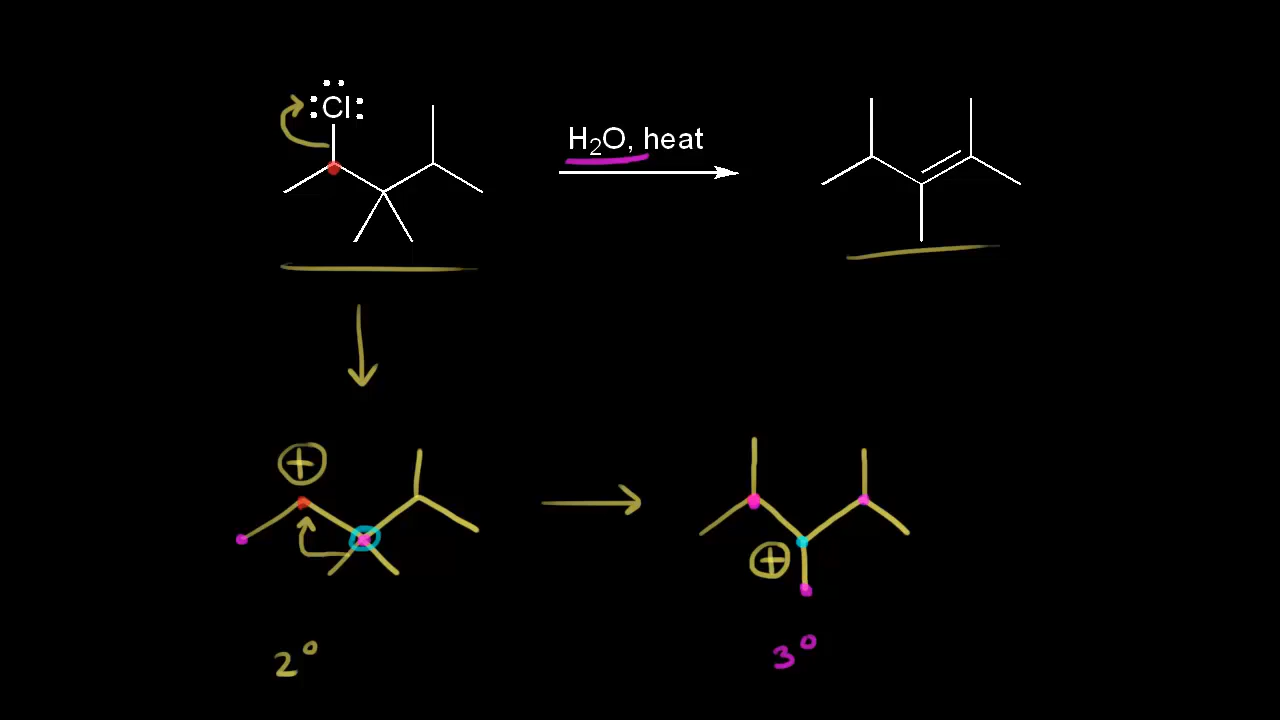 :Cl:
H₂O, heat
+
+
2°
3°